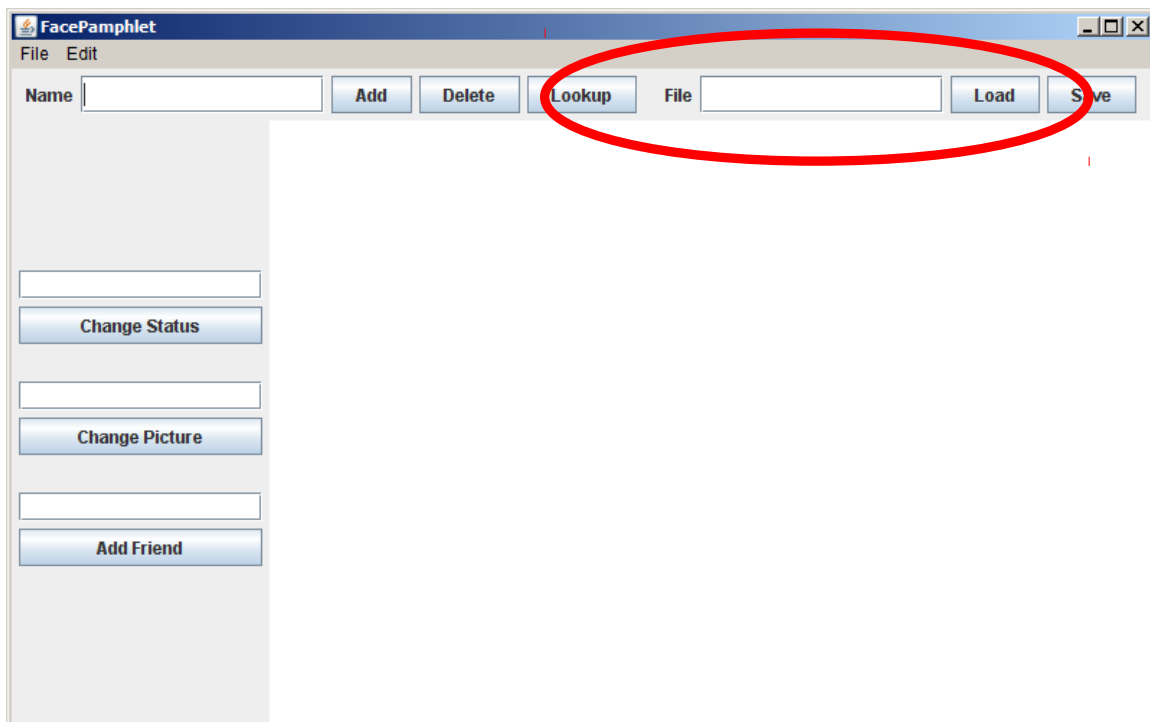 FacePamphlet
File Edit
Name Add Delete Lookup File Load Save
Change Status
Change Picture
Add Friend